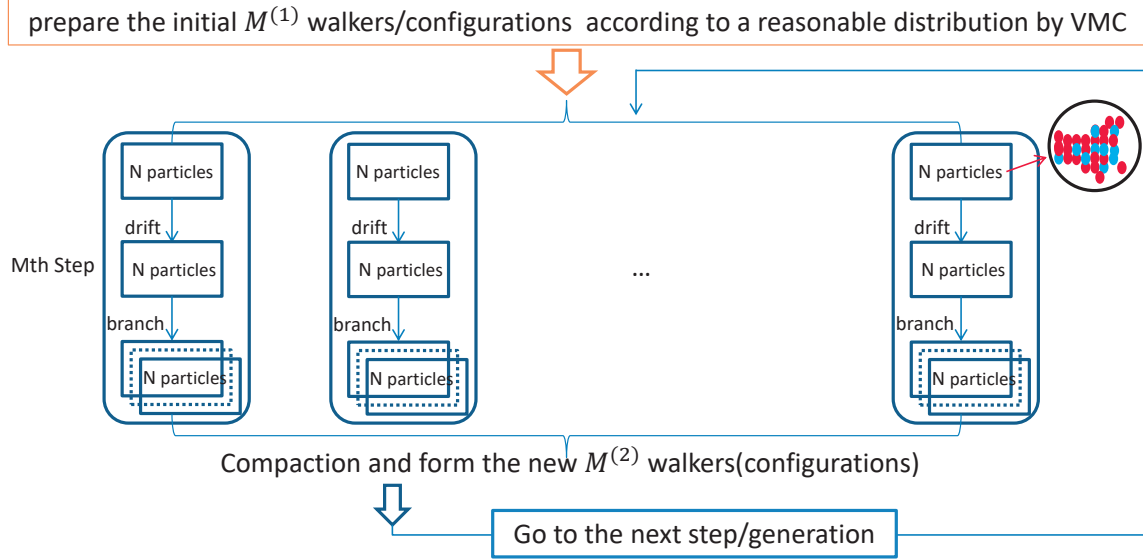 prepare the initial M^(1) walkers/configurations according to a reasonable distribution by VMC
N particles N particles N particles
drift drift drift
Mth Step N particles N particles ... N particles
branch branch branch
N particles N particles N particles
Compaction and form the new M^(2) walkers(configurations)
Go to the next step/generation